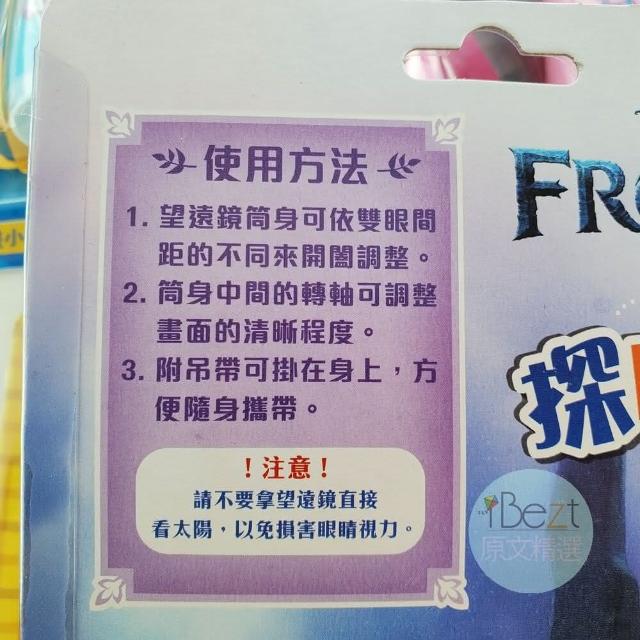 使用方法
1. 望遠鏡筒身可依雙眼間
距的不同來開闔調整。
2. 筒身中間的轉軸可調整
畫面的清晰程度。
3. 附吊帶可掛在身上，方
便隨身攜帶。
！注意！
請不要拿望遠鏡直接
看太陽，以免損害眼睛視力。
FRO
探
iBezt
原文精選
小